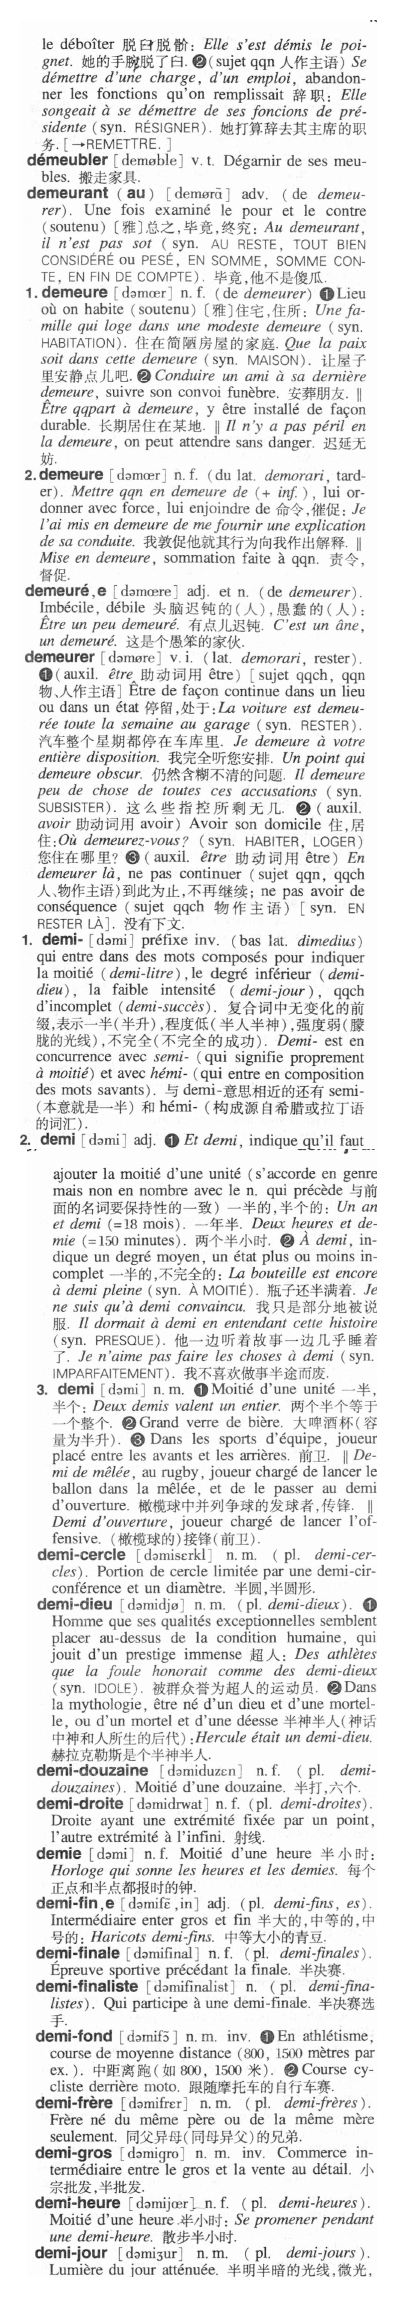 le déboîter 脱臼脱骱: Elle s'est démis le poi-
gnet. 她的手腕脱了臼. ❷(sujet qqn 人作主语) Se
démettre d'une charge, d'un emploi, abandon-
ner les fonctions qu'on remplissait 辞职: Elle
songeait à se démettre de ses foncions de pré-
sidente (syn. RÉSIGNER). 她打算辞去其主席的职
务. [→REMETTRE.]
démeubler [demøble] v. t. Dégarnir de ses meu-
bles. 搬走家具.
demeurant (au) [dəmørɑ̃] adv. (de demeu-
rer). Une fois examiné le pour et le contre
(soutenu) [雅]总之,毕竟,终究: Au demeurant,
il n'est pas sot (syn. AU RESTE, TOUT BIEN
CONSIDÉRÉ ou PESÉ, EN SOMME, SOMME CON-
TE, EN FIN DE COMPTE). 毕竟,他不是傻瓜.
1. demeure [dəmœr] n. f. (de demeurer) ❶Lieu
où on habite (soutenu) [雅]住宅,住所: Une fa-
mille qui loge dans une modeste demeure (syn.
HABITATION). 住在简陋房屋的家庭. Que la paix
soit dans cette demeure (syn. MAISON). 让屋子
里安静点儿吧. ❷ Conduire un ami à sa dernière
demeure, suivre son convoi funèbre. 安葬朋友. ‖
Être qqpart à demeure, y être installé de façon
durable. 长期居住在某地. ‖ Il n'y a pas péril en
la demeure, on peut attendre sans danger. 迟延无
妨.
2. demeure [dəmœr] n. f. (du lat. demorari, tard-
er). Mettre qqn en demeure de (+ inf.), lui or-
donner avec force, lui enjoindre de 命令,催促: Je
l'ai mis en demeure de me fournir une explication
de sa conduite. 我敦促他就其行为向我作出解释. ‖
Mise en demeure, sommation faite à qqn. 责令,
督促.
demeuré,e [dəmœre] adj. et n. (de demeurer).
Imbécile, débile 头脑迟钝的(人),愚蠢的(人):
Être un peu demeuré. 有点儿迟钝. C'est un âne,
un demeuré. 这是个愚笨的家伙.
demeurer [dəmøre] v. i. (lat. demorari, rester).
❶(auxil. être 助动词用 être) [sujet qqch, qqn
物、人作主语] Être de façon continue dans un lieu
ou dans un état 停留,处于: La voiture est demeu-
rée toute la semaine au garage (syn. RESTER).
汽车整个星期都停在车库里. Je demeure à votre
entière disposition. 我完全听您安排. Un point qui
demeure obscur. 仍然含糊不清的问题. Il demeure
peu de chose de toutes ces accusations (syn.
SUBSISTER). 这么些指控所剩无几. ❷ (auxil.
avoir 助动词用 avoir) Avoir son domicile 住,居
住: Où demeurez-vous? (syn. HABITER, LOGER)
您住在哪里? ❸ (auxil. être 助动词用 être) En
demeurer là, ne pas continuer (sujet qqn, qqch
人、物作主语)到此为止,不再继续; ne pas avoir de
conséquence (sujet qqch 物作主语) [syn. EN
RESTER LÀ]. 没有下文.
1. demi- [dəmi] préfixe inv. (bas lat. dimedius)
qui entre dans des mots composés pour indiquer
la moitié (demi-litre), le degré inférieur (demi-
dieu), la faible intensité (demi-jour), qqch
d'incomplet (demi-succès). 复合词中无变化的前
缀,表示一半(半升),程度低(半人半神),强度弱(朦
胧的光线),不完全(不完全的成功). Demi- est en
concurrence avec semi- (qui signifie proprement
à moitié) et avec hémi- (qui entre en composition
des mots savants). 与 demi-意思相近的还有 semi-
(本意就是一半) 和 hémi- (构成源自希腊或拉丁语
的词汇).
2. demi [dəmi] adj. ❶ Et demi, indique qu'il faut
ajouter la moitié d'une unité (s'accorde en genre
mais non en nombre avec le n. qui précède 与前
面的名词要保持性的一致) 一半的,半个的: Un an
et demi (=18 mois). 一年半. Deux heures et de-
mie (=150 minutes). 两个半小时. ❷ À demi, in-
dique un degré moyen, un état plus ou moins in-
complet 一半的,不完全的: La bouteille est encore
à demi pleine (syn. À MOITIÉ). 瓶子还半满着. Je
ne suis qu'à demi convaincu. 我只是部分地被说
服. Il dormait à demi en entendant cette histoire
(syn. PRESQUE). 他一边听着故事一边几乎睡着
了. Je n'aime pas faire les choses à demi (syn.
IMPARFAITEMENT). 我不喜欢做事半途而废.
3. demi [dəmi] n. m. ❶Moitié d'une unité 一半,
半个: Deux demis valent un entier. 两个半个等于
一个整个. ❷Grand verre de bière. 大啤酒杯(容
量为半升). ❸ Dans les sports d'équipe, joueur
placé entre les avants et les arrières. 前卫. ‖ De-
mi de mêlée, au rugby, joueur chargé de lancer le
ballon dans la mêlée, et de le passer au demi
d'ouverture. 橄榄球中并列争球的发球者,传锋. ‖
Demi d'ouverture, joueur chargé de lancer l'of-
fensive. (橄榄球的)接锋(前卫).
demi-cercle [dəmisɛrkl] n. m. (pl. demi-cer-
cles). Portion de cercle limitée par une demi-cir-
conférence et un diamètre. 半圆,半圆形.
demi-dieu [dəmidjø] n. m. (pl. demi-dieux). ❶
Homme que ses qualités exceptionnelles semblent
placer au-dessus de la condition humaine, qui
jouit d'un prestige immense 超人: Des athlètes
que la foule honorait comme des demi-dieux
(syn. IDOLE). 被群众誉为超人的运动员. ❷Dans
la mythologie, être né d'un dieu et d'une mortel-
le, ou d'un mortel et d'une déesse 半神半人(神话
中神和人所生的后代): Hercule était un demi-dieu.
赫拉克勒斯是个半神半人.
demi-douzaine [dəmiduzɛn] n. f. (pl. demi-
douzaines). Moitié d'une douzaine. 半打,六个.
demi-droite [dəmidrwat] n. f. (pl. demi-droites).
Droite ayant une extrémité fixée par un point,
l'autre extrémité à l'infini. 射线.
demie [dəmi] n. f. Moitié d'une heure 半小时:
Horloge qui sonne les heures et les demies. 每个
正点和半点都报时的钟.
demi-fin,e [dəmifɛ̃,in] adj. (pl. demi-fins, es).
Intermédiaire enter gros et fin 半大的,中等的,中
号的: Haricots demi-fins. 中等大小的青豆.
demi-finale [dəmifinal] n. f. (pl. demi-finales).
Épreuve sportive précédant la finale. 半决赛.
demi-finaliste [dəmifinalist] n. (pl. demi-fina-
listes). Qui participe à une demi-finale. 半决赛选
手.
demi-fond [dəmifɔ̃] n. m. inv. ❶En athlétisme,
course de moyenne distance (800, 1500 mètres par
ex.). 中距离跑(如 800, 1500 米). ❷Course cy-
cliste derrière moto. 跟随摩托车的自行车赛.
demi-frère [dəmifrɛr] n. m. (pl. demi-frères).
Frère né du même père ou de la même mère
seulement. 同父异母(同母异父)的兄弟.
demi-gros [dəmigro] n. m. inv. Commerce in-
termédiaire entre le gros et la vente au détail. 小
宗批发,半批发.
demi-heure [dəmijœr] n. f. (pl. demi-heures).
Moitié d'une heure 半小时: Se promener pendant
une demi-heure. 散步半小时.
demi-jour [dəmiʒur] n. m. (pl. demi-jours).
Lumière du jour atténuée. 半明半暗的光线,微光,